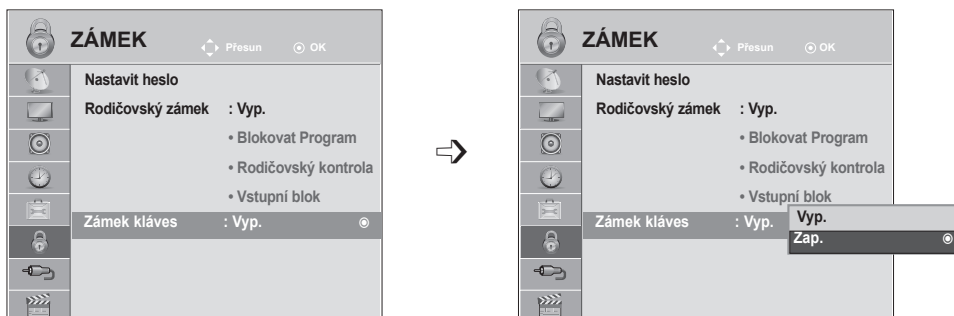 ZÁMEK
Přesun OK
Nastavit heslo
Rodičovský zámek : Vyp.
• Blokovat Program
• Rodičovský kontrola
• Vstupní blok
Zámek kláves : Vyp.
ZÁMEK
Přesun OK
Nastavit heslo
Rodičovský zámek : Vyp.
• Blokovat Program
• Rodičovský kontrola
• Vstupní blok
Zámek kláves : Vyp.
Vyp.
Zap.